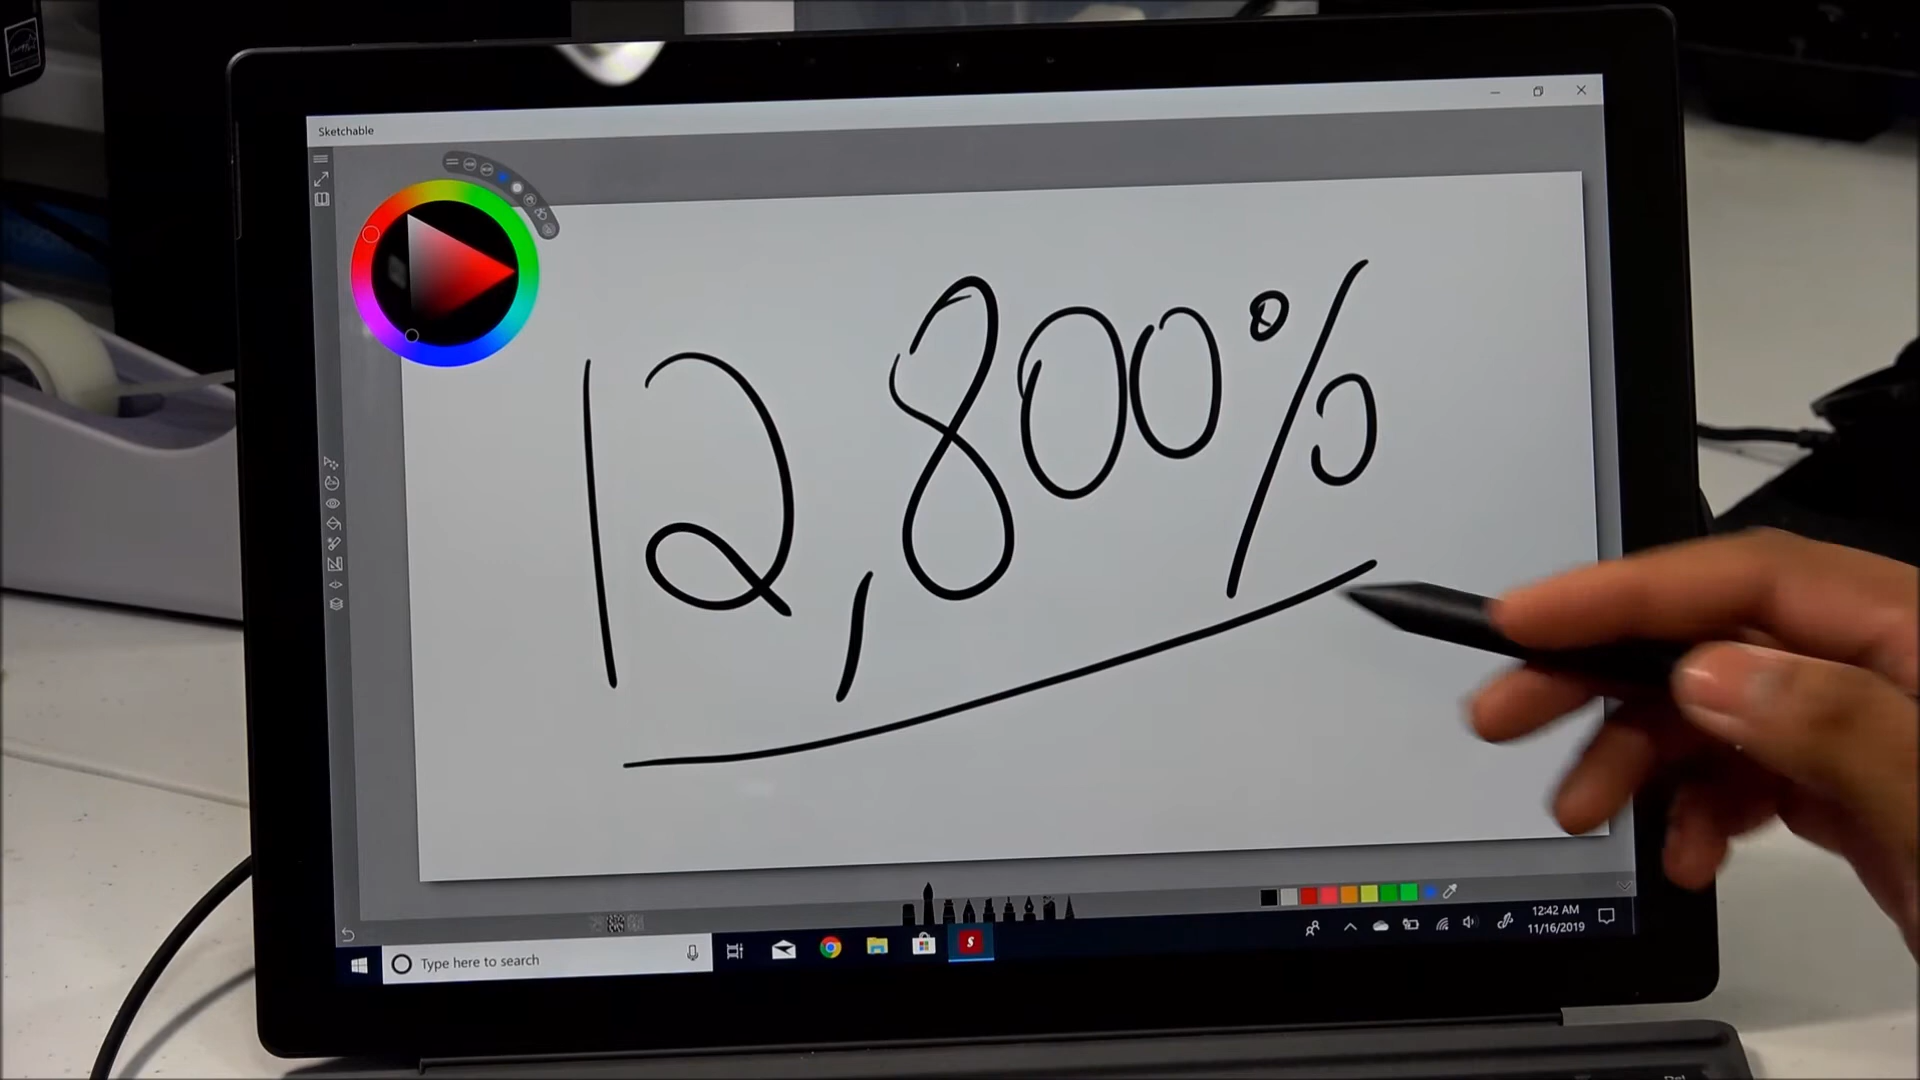 Sketchable
12,800%
Type here to search
12:42 AM
11/16/2019